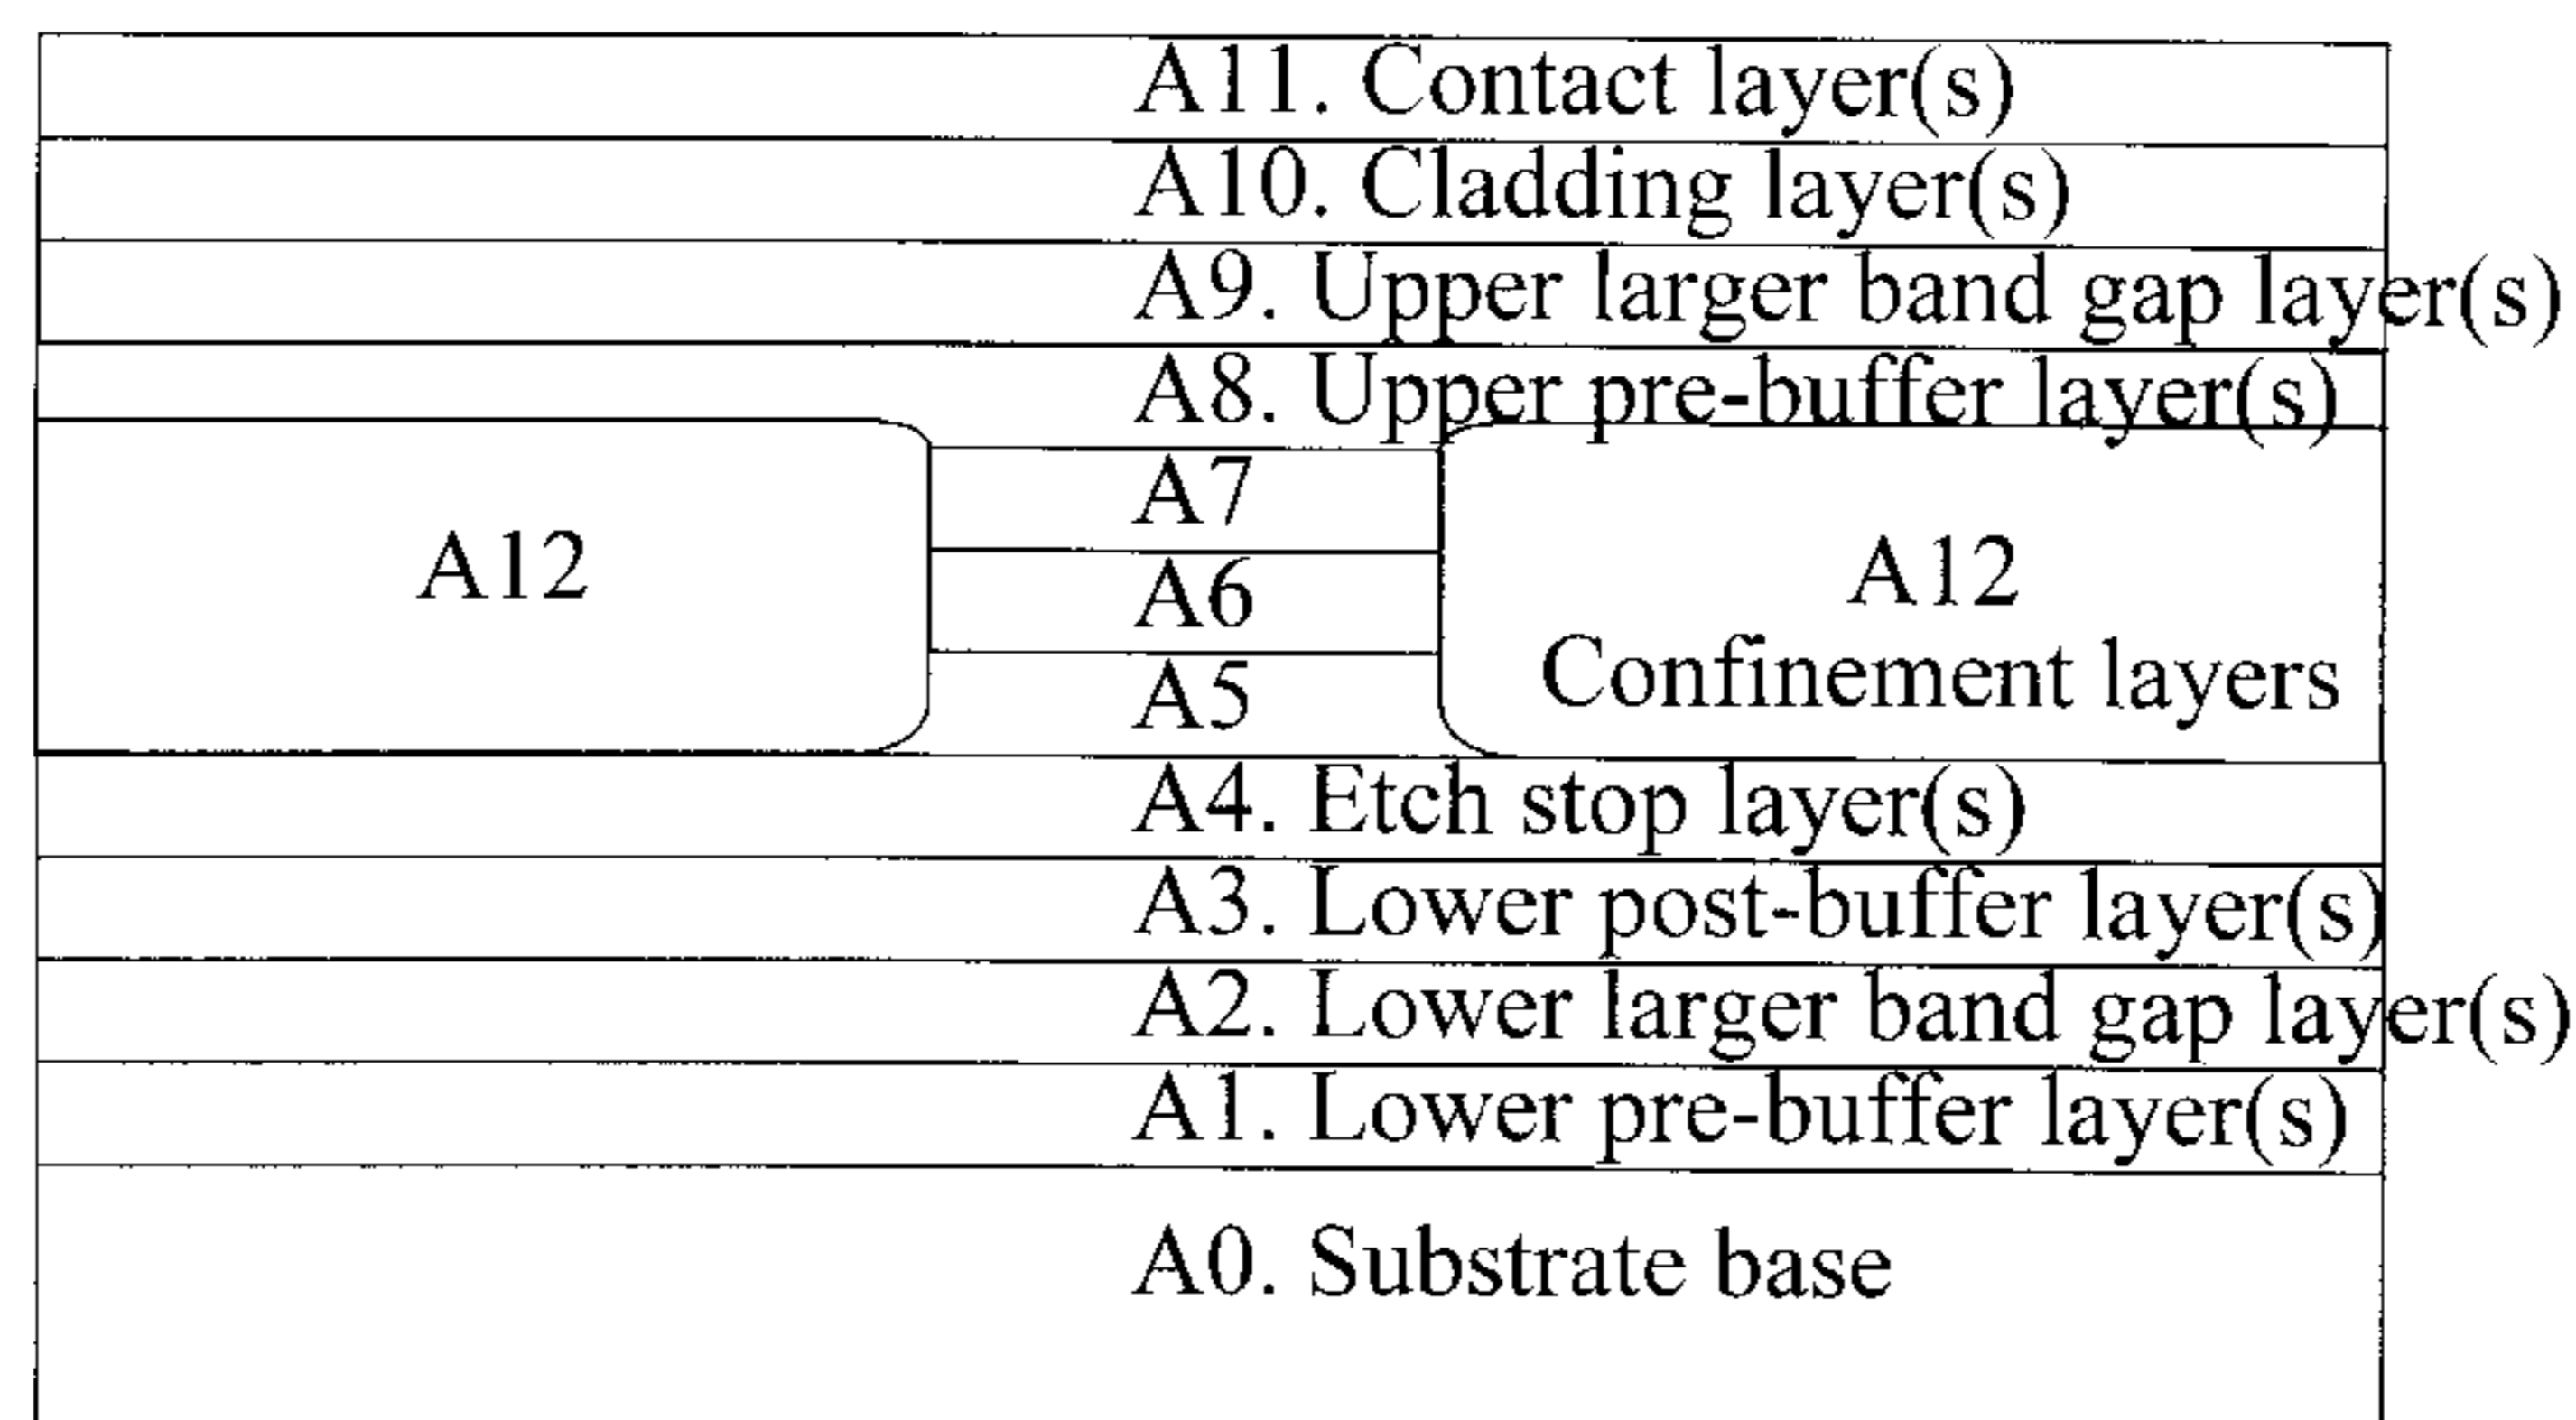 A11. Contact layer(s)
A10. Cladding layer(s)
A9. Upper larger band gap layer(s)
A8. Upper pre-buffer layer(s)
A7
A12
A6
A12
Confinement layers
A5
A4. Etch stop layer(s)
A3. Lower post-buffer layer(s)
A2. Lower larger band gap layer(s)
A1. Lower pre-buffer layer(s)
A0. Substrate base